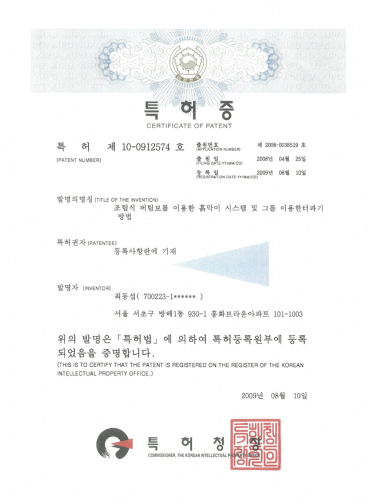 특 허 증
CERTIFICATE OF PATENT
특 허 제 10-0912574 호
(PATENT NUMBER)
출원번호 제 2008-0038519 호
(APPLICATION NUMBER)
출 원 일 2008년 04월 25일
(FILING DATE:YY/MM/DD)
등 록 일 2009년 08월 10일
(REGISTRATION DATE:YY/MM/DD)
발명의명칭 (TITLE OF THE INVENTION)
조립식 버팀보를 이용한 흙막이 시스템 및 그를 이용한터파기
방법
특허권자 (PATENTEE)
등록사항란에 기재
발명자 (INVENTOR)
최동섭( 700223-1****** )
서울 서초구 방배1동 930-1 홍화브라운아파트 101-1003
위의 발명은 「특허법」에 의하여 특허등록원부에 등록
되었음을 증명합니다.
(THIS IS TO CERTIFY THAT THE PATENT IS REGISTERED ON THE REGISTER OF THE KOREAN
INTELLECTUAL PROPERTY OFFICE.)
2009년 08월 10일
특 허 청 장
COMMISSIONER, THE KOREAN INTELLECTUAL PROPERTY OFFICE